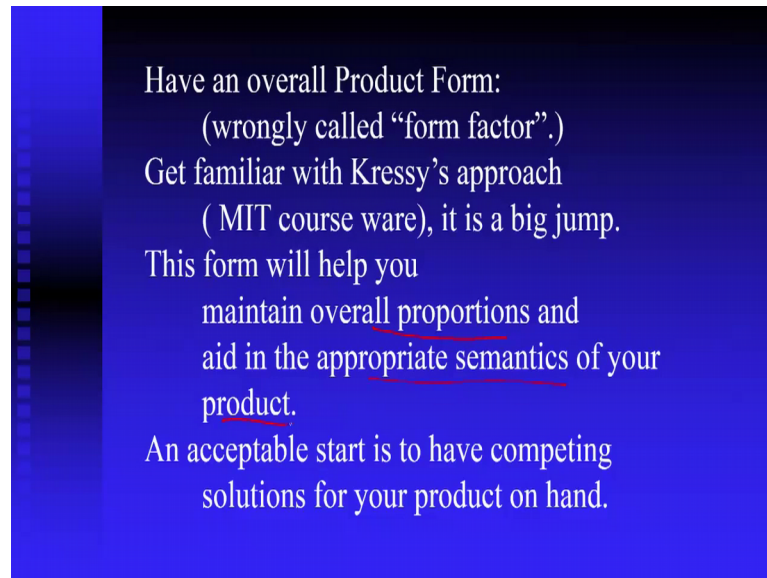 Have an overall Product Form:
(wrongly called “form factor”.)
Get familiar with Kressy’s approach
( MIT course ware), it is a big jump.
This form will help you
maintain overall proportions and
aid in the appropriate semantics of your
product.
An acceptable start is to have competing
solutions for your product on hand.